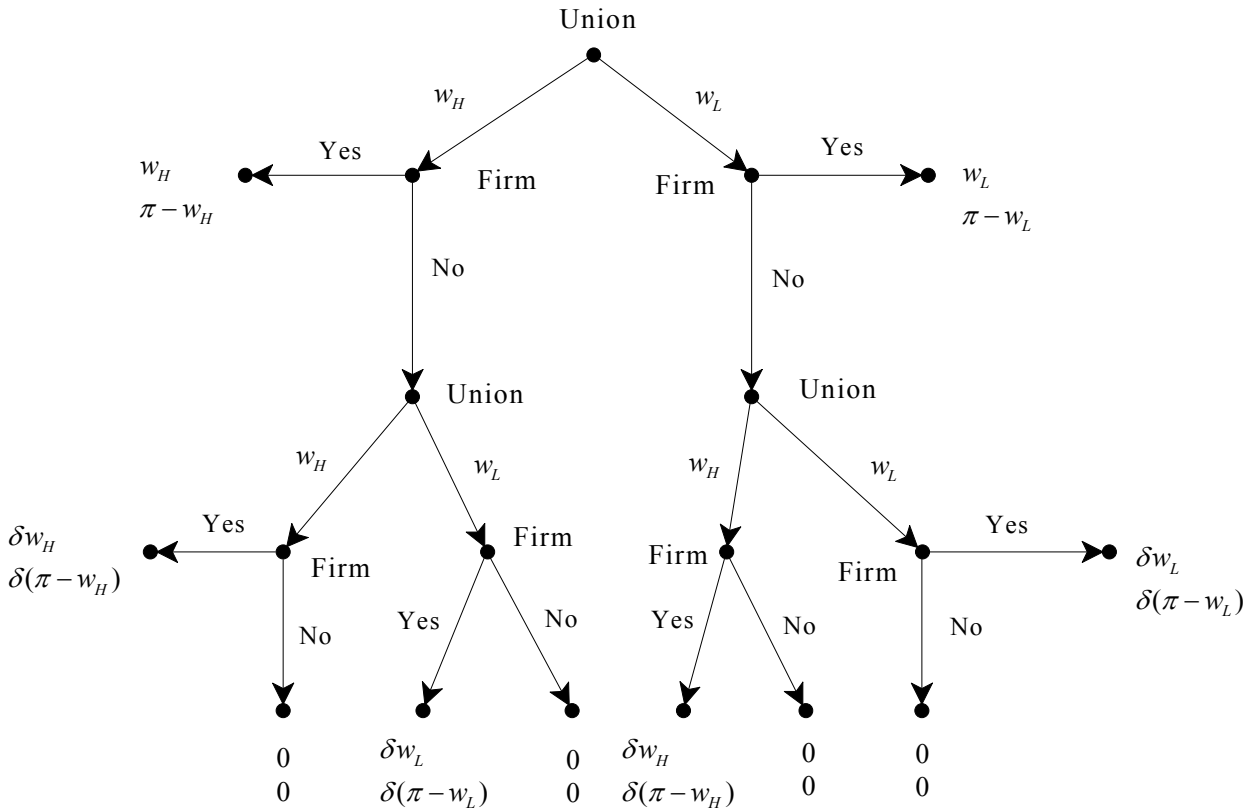 Union
w_H
w_L
Yes
Yes
w_H
π − w_H
Firm
Firm
w_L
π − w_L
No
No
Union
Union
w_H
w_L
w_H
w_L
Yes
Yes
δw_H
δ(π − w_H)
Firm
Firm
Firm
Firm
δw_L
δ(π − w_L)
No
Yes
No
Yes
No
No
0
0
δw_L
δ(π − w_L)
0
0
δw_H
δ(π − w_H)
0
0
0
0